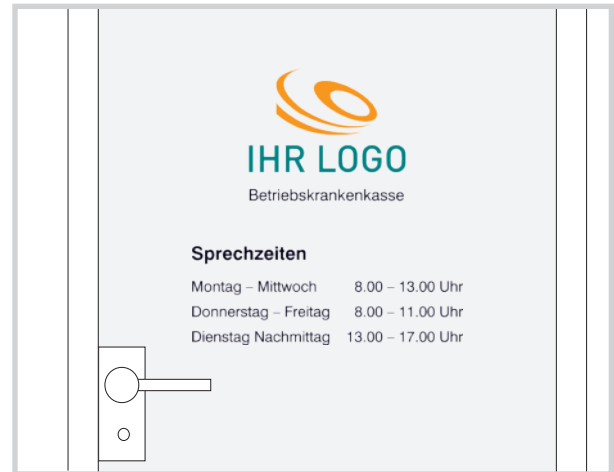 IHR LOGO
Betriebskrankenkasse
Sprechzeiten
Montag – Mittwoch 8.00 – 13.00 Uhr
Donnerstag – Freitag 8.00 – 11.00 Uhr
Dienstag Nachmittag 13.00 – 17.00 Uhr